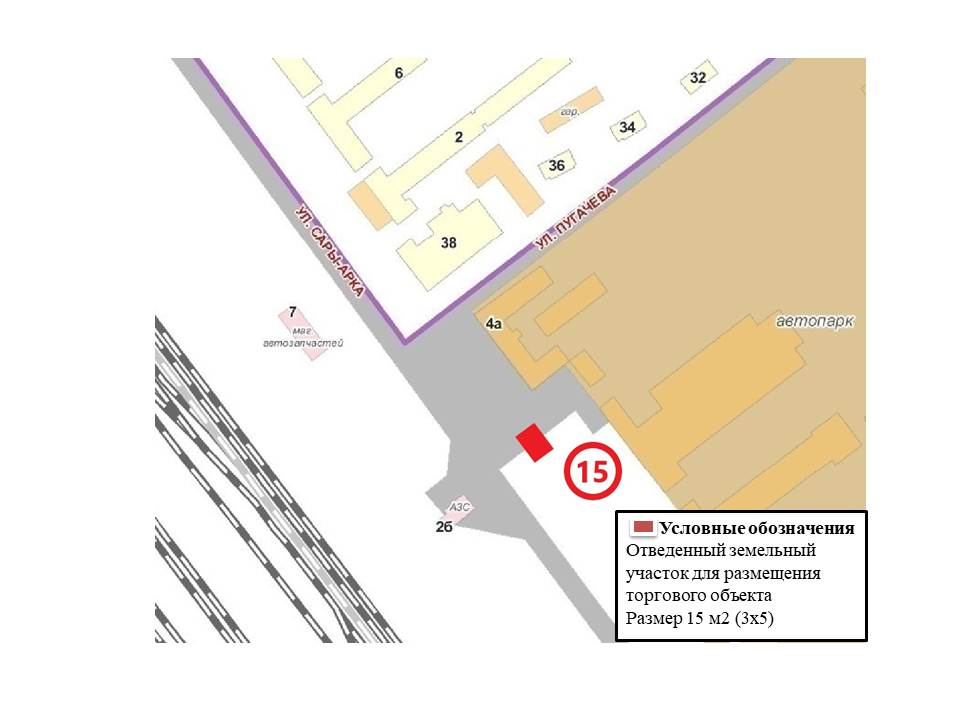 6
32
2
гар.
34
36
УЛ. САРЫ-АРКА
38
УЛ. ПУГАЧЕВА
7
маг
автозапчастей
4а
автопарк
15
АЗС
2б
Условные обозначения
Отведенный земельный
участок для размещения
торгового объекта
Размер 15 м2 (3х5)